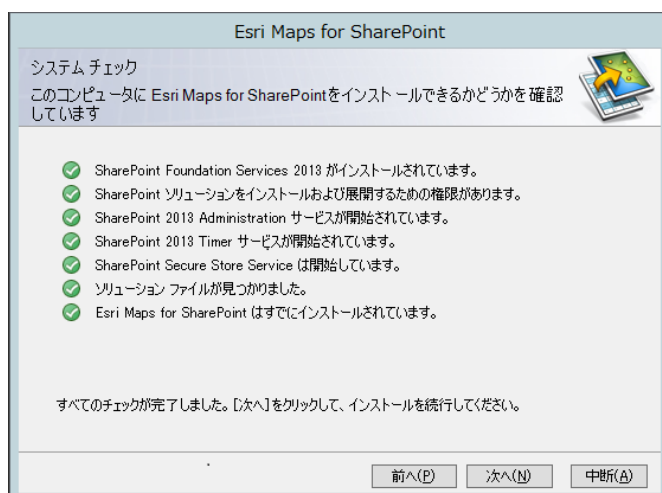 Esri Maps for SharePoint
システム チェック
このコンピュータに Esri Maps for SharePointをインストールできるかどうかを確認
しています
SharePoint Foundation Services 2013 がインストールされています。
SharePoint ソリューションをインストールおよび展開するための権限があります。
SharePoint 2013 Administration サービスが開始されています。
SharePoint 2013 Timer サービスが開始されています。
SharePoint Secure Store Service は開始しています。
ソリューション ファイルが見つかりました。
Esri Maps for SharePoint はすでにインストールされています。
すべてのチェックが完了しました。[次へ]をクリックして、インストールを続行してください。
前へ(P) 次へ(N) 中断(A)